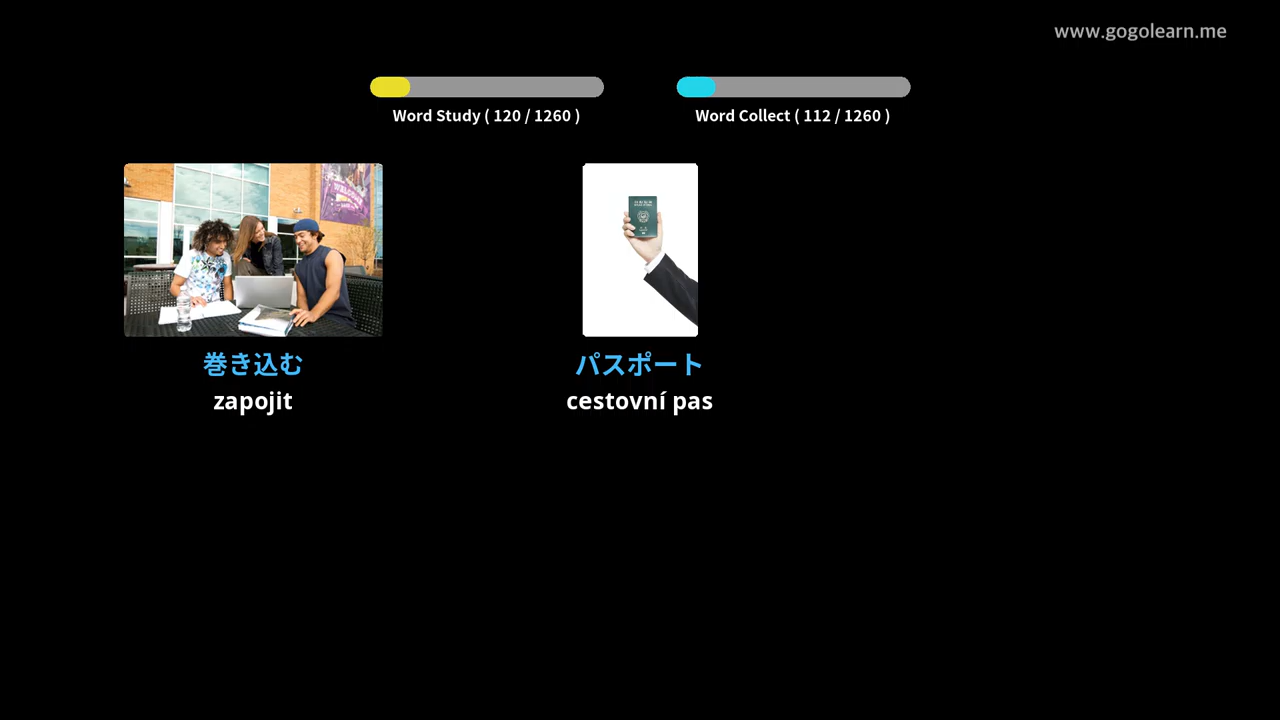 www.gogolearn.me
Word Study ( 120 / 1260 )
Word Collect ( 112 / 1260 )
WELCOME
巻き込む
zapojit
パスポート
cestovní pas